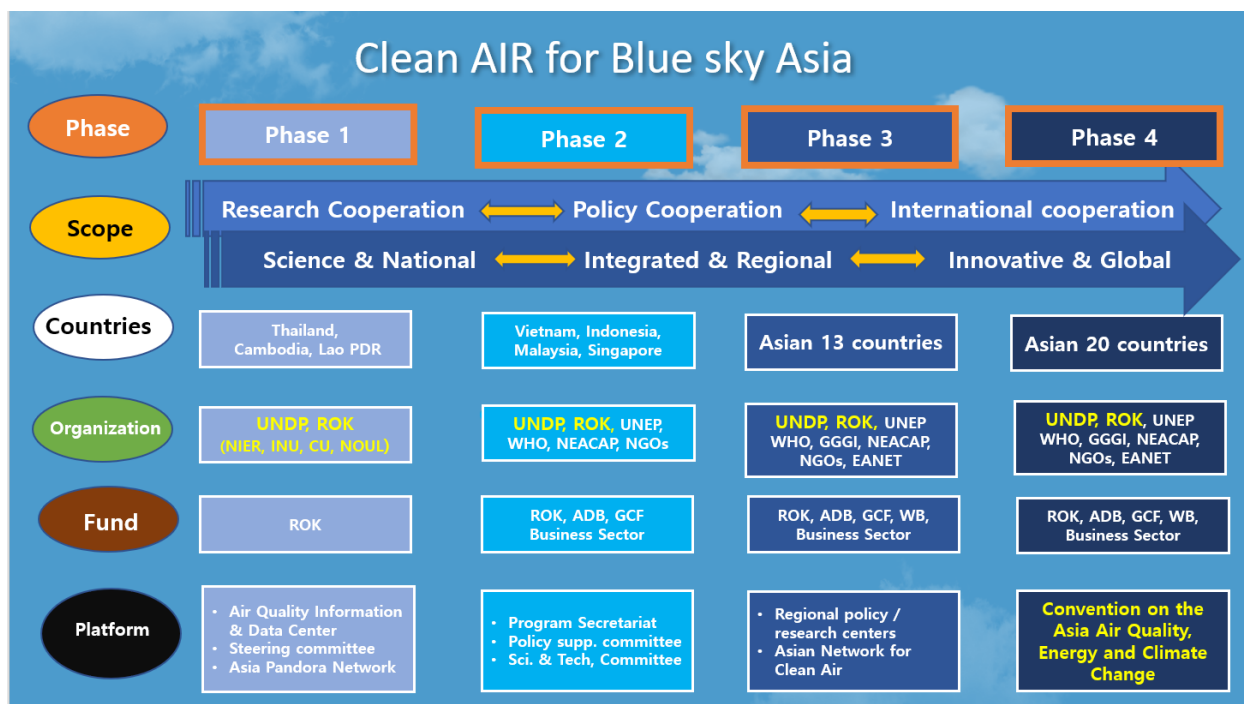 Clean AIR for Blue sky Asia
Phase
Phase 1
Phase 2
Phase 3
Phase 4
Scope
Research Cooperation
Policy Cooperation
International cooperation
Science & National
Integrated & Regional
Innovative & Global
Countries
Thailand,
Cambodia, Lao PDR
Vietnam, Indonesia,
Malaysia, Singapore
Asian 13 countries
Asian 20 countries
Organization
UNDP, ROK
(NIER, INU, CU, NOUL)
UNDP, ROK, UNEP,
WHO, NEACAP, NGOs
UNDP, ROK, UNEP
WHO, GGGI, NEACAP,
NGOs, EANET
UNDP, ROK, UNEP
WHO, GGGI, NEACAP,
NGOs, EANET
Fund
ROK
ROK, ADB, GCF
Business Sector
ROK, ADB, GCF, WB,
Business Sector
ROK, ADB, GCF, WB,
Business Sector
Platform
• Air Quality Information
& Data Center
• Steering committee
• Asia Pandora Network
• Program Secretariat
• Policy supp. committee
• Sci. & Tech, Committee
• Regional policy /
research centers
• Asian Network for
Clean Air
Convention on the
Asia Air Quality,
Energy and Climate
Change